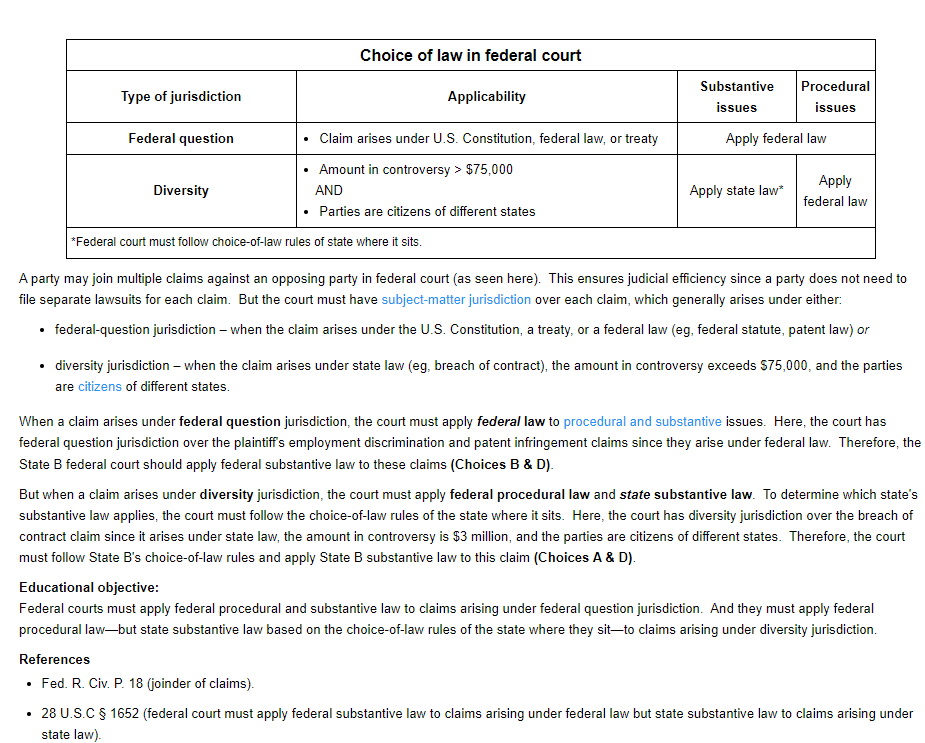 Choice of law in federal court
Type of jurisdiction
Applicability
Substantive
issues
Procedural
issues
Federal question
• Claim arises under U.S. Constitution, federal law, or treaty
Apply federal law
Diversity
• Amount in controversy > $75,000
AND
• Parties are citizens of different states
Apply state law*
Apply
federal law
*Federal court must follow choice-of-law rules of state where it sits.
A party may join multiple claims against an opposing party in federal court (as seen here).  This ensures judicial efficiency since a party does not need to
file separate lawsuits for each claim.  But the court must have subject-matter jurisdiction over each claim, which generally arises under either:
• federal-question jurisdiction – when the claim arises under the U.S. Constitution, a treaty, or a federal law (eg, federal statute, patent law) or
• diversity jurisdiction – when the claim arises under state law (eg, breach of contract), the amount in controversy exceeds $75,000, and the parties
are citizens of different states.
When a claim arises under federal question jurisdiction, the court must apply federal law to procedural and substantive issues.  Here, the court has
federal question jurisdiction over the plaintiff's employment discrimination and patent infringement claims since they arise under federal law.  Therefore, the
State B federal court should apply federal substantive law to these claims (Choices B & D).
But when a claim arises under diversity jurisdiction, the court must apply federal procedural law and state substantive law.  To determine which state's
substantive law applies, the court must follow the choice-of-law rules of the state where it sits.  Here, the court has diversity jurisdiction over the breach of
contract claim since it arises under state law, the amount in controversy is $3 million, and the parties are citizens of different states.  Therefore, the court
must follow State B's choice-of-law rules and apply State B substantive law to this claim (Choices A & D).
Educational objective:
Federal courts must apply federal procedural and substantive law to claims arising under federal question jurisdiction.  And they must apply federal
procedural law—but state substantive law based on the choice-of-law rules of the state where they sit—to claims arising under diversity jurisdiction.
References
• Fed. R. Civ. P. 18 (joinder of claims).
• 28 U.S.C § 1652 (federal court must apply federal substantive law to claims arising under federal law but state substantive law to claims arising under
state law).